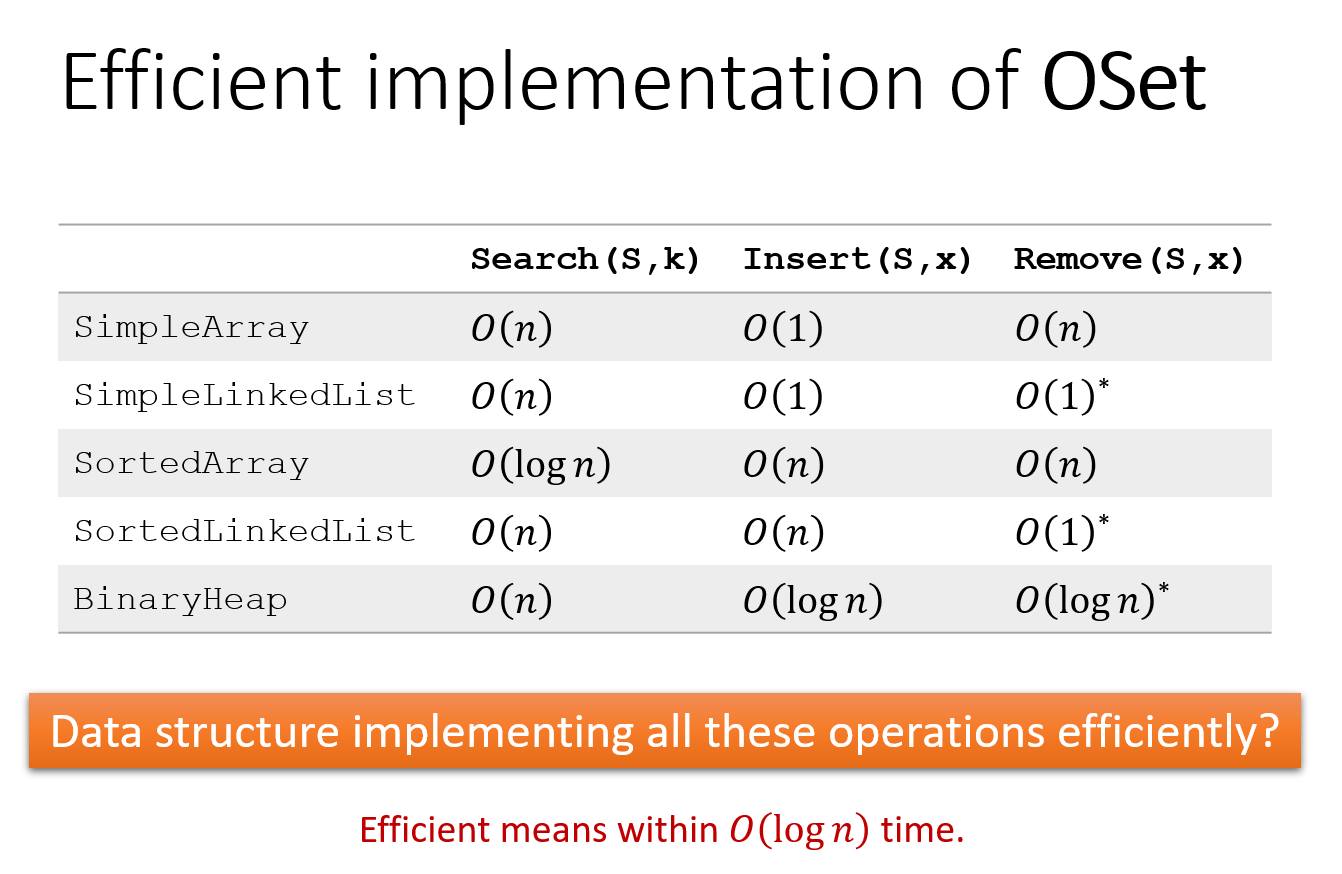 Efficient implementation of OSet
Search(S,k) Insert(S,x) Remove(S,x)
SimpleArray O(n) O(1) O(n)
SimpleLinkedList O(n) O(1) O(1)*
SortedArray O(log n) O(n) O(n)
SortedLinkedList O(n) O(n) O(1)*
BinaryHeap O(n) O(log n) O(log n)*
Data structure implementing all these operations efficiently?
Efficient means within O(log n) time.